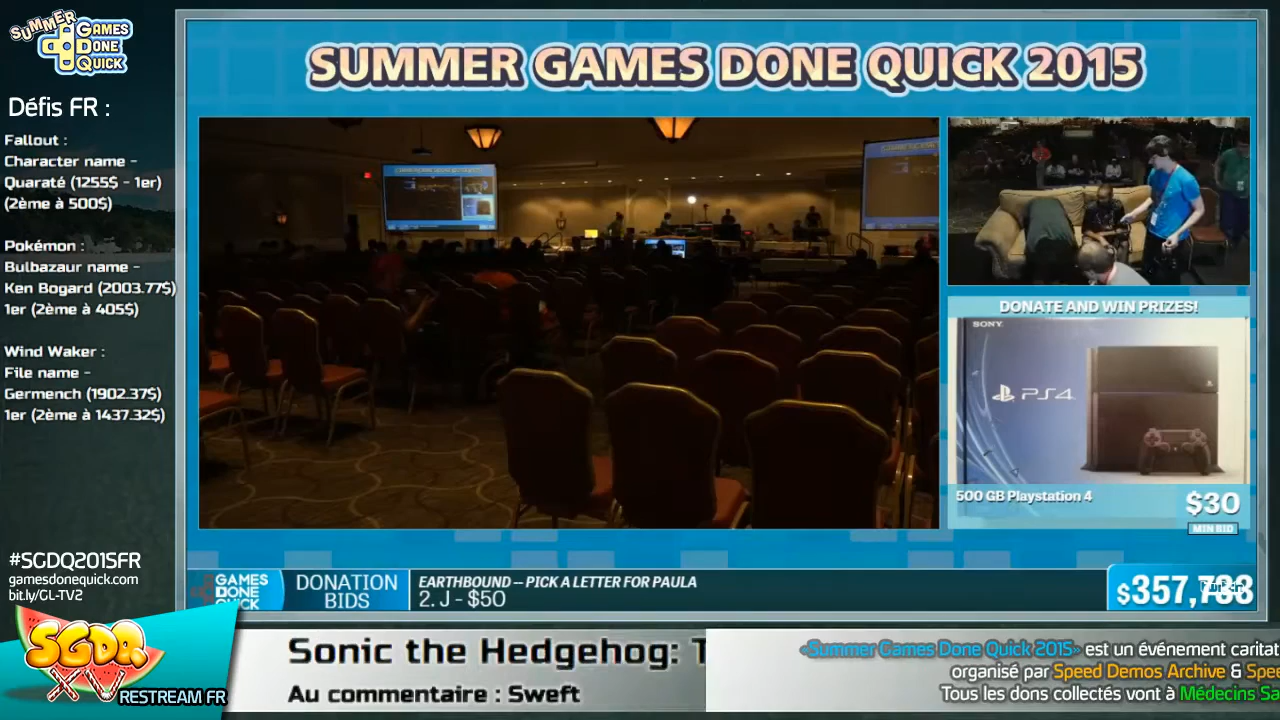 SUMMER
GAMES
DONE
QUICK
Défis FR :
Fallout :
Character name -
Quaraté (1255$ - 1er)
(2ème à 500$)
Pokémon :
Bulbazaur name -
Ken Bogard (2003.77$)
1er (2ème à 405$)
Wind Waker :
File name -
Germench (1902.37$)
1er (2ème à 1437.32$)
#SGDQ2015FR
gamesdonequick.com
bit.ly/GL-TV2
SGDQ
XV
RESTREAM FR
SUMMER GAMES DONE QUICK 2015
DONATE AND WIN PRIZES!
SONY
PS4
500 GB Playstation 4
$30
MIN BID
GAMES
DONE
QUICK
DONATION
BIDS
EARTHBOUND -- PICK A LETTER FOR PAULA
2. J - $50
Sonic the Hedgehog:
Au commentaire : Sweft
«Summer Games Done Quick 2015» est un événement caritat
organisé par Speed Demos Archive & Spee
Tous les dons collectés vont à Médecins Sa